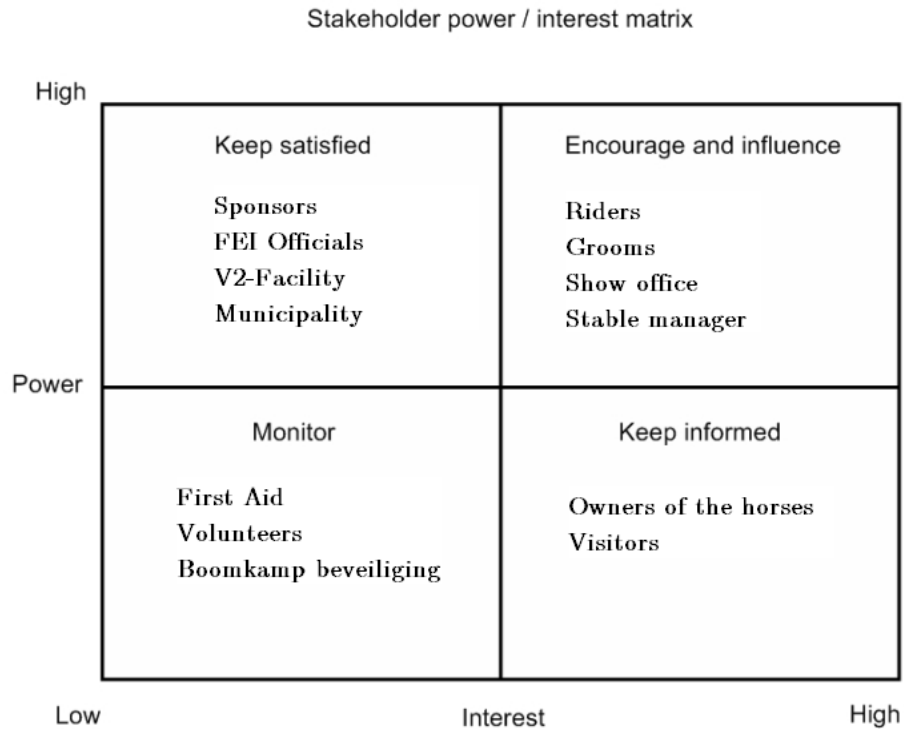 Stakeholder power / interest matrix
High
Keep satisfied
Sponsors
FEI Officials
V2-Facility
Municipality
Encourage and influence
Riders
Grooms
Show office
Stable manager
Power
Monitor
First Aid
Volunteers
Boomkamp beveiliging
Keep informed
Owners of the horses
Visitors
Low
Interest
High